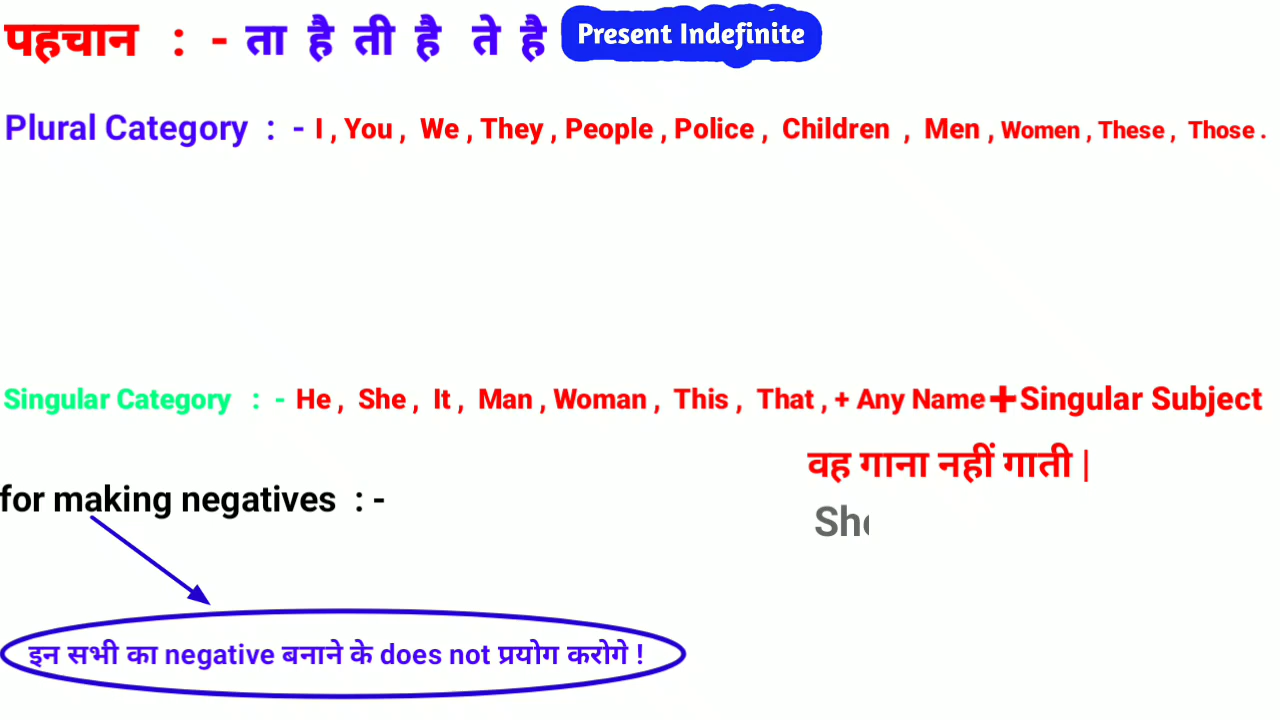 पहचान : - ता है ती है ते है Present Indefinite
Plural Category : - I , You , We , They , People , Police , Children , Men , Women , These , Those .
Singular Category : - He , She , It , Man , Woman , This , That , + Any Name +Singular Subject
वह गाना नहीं गाती |
for making negatives : -
She
इन सभी का negative बनाने के does not प्रयोग करोगे !